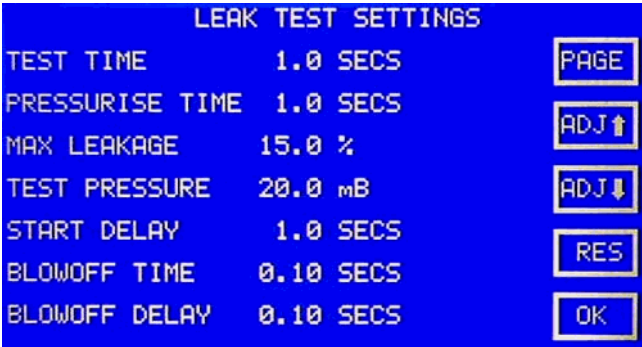 LEAK TEST SETTINGS
TEST TIME 1.0 SECS
PAGE
PRESSURISE TIME 1.0 SECS
ADJ⬆
MAX LEAKAGE 15.0 %
TEST PRESSURE 20.0 mB
ADJ⬇
START DELAY 1.0 SECS
RES
BLOWOFF TIME 0.10 SECS
BLOWOFF DELAY 0.10 SECS
OK